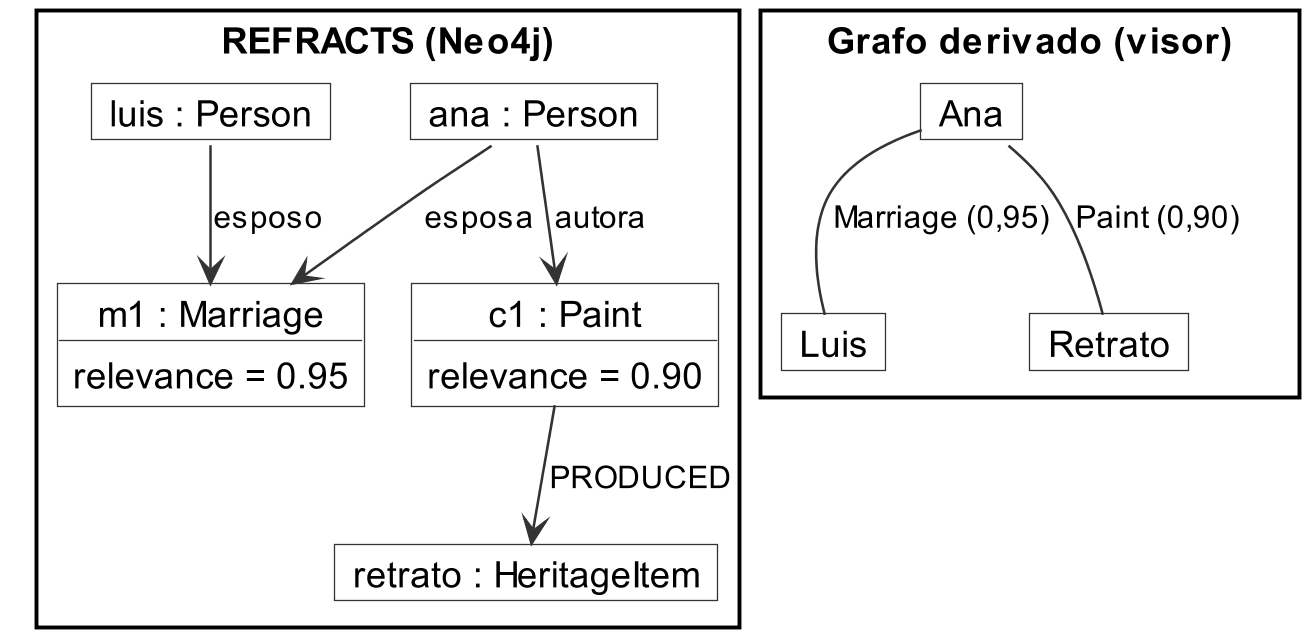 REFRACTS (Neo4j)
luis : Person
ana : Person
esposo
esposa
autora
m1 : Marriage
relevance = 0.95
c1 : Paint
relevance = 0.90
PRODUCED
retrato : HeritageItem
Grafo derivado (visor)
Ana
Marriage (0,95)
Paint (0,90)
Luis
Retrato